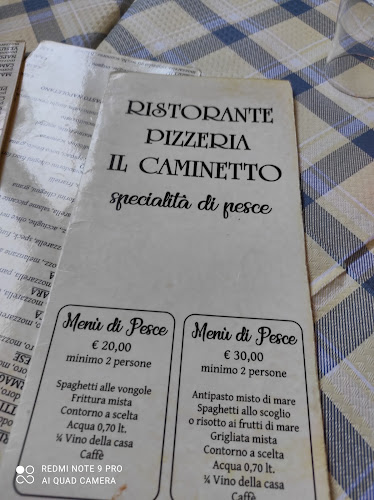 RISTORANTE
PIZZERIA
IL CAMINETTO
specialità di pesce
Menù di Pesce
€ 20,00
minimo 2 persone
Spaghetti alle vongole
Frittura mista
Contorno a scelta
Acqua 0,70 lt.
¼ Vino della casa
Caffè
Menù di Pesce
€ 30,00
minimo 2 persone
Antipasto misto di mare
Spaghetti allo scoglio
o risotto ai frutti di mare
Grigliata mista
Contorno a scelta
Acqua 0,70 lt.
¼ Vino della casa
Caffè
REDMI NOTE 9 PRO
AI QUAD CAMERA